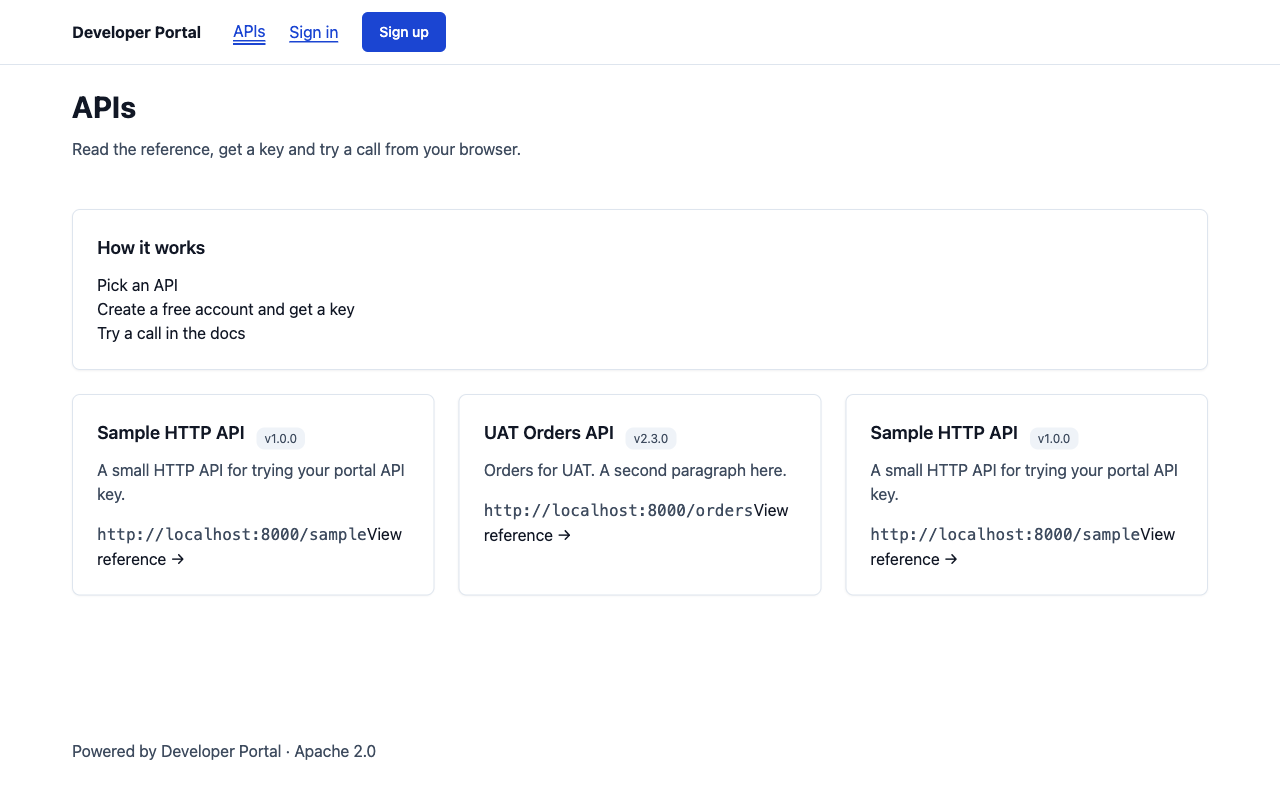 Developer Portal APIs Sign in Sign up
APIs
Read the reference, get a key and try a call from your browser.
How it works
Pick an API
Create a free account and get a key
Try a call in the docs
Sample HTTP API v1.0.0
A small HTTP API for trying your portal API
key.
http://localhost:8000/sampleView
reference →
UAT Orders API v2.3.0
Orders for UAT. A second paragraph here.
http://localhost:8000/ordersView
reference →
Sample HTTP API v1.0.0
A small HTTP API for trying your portal API
key.
http://localhost:8000/sampleView
reference →
Powered by Developer Portal · Apache 2.0